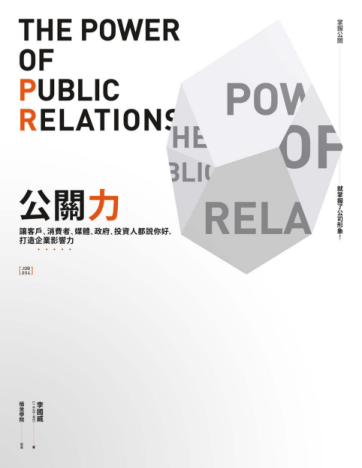 THE POWER
OF
PUBLIC
RELATIONS
POW
HE
OF
BLIC
RELA
掌握公關
就掌握了公司形象！
公關力
讓客戶、消費者、媒體、政府、投資人都說你好，
打造企業影響力
李國威
著